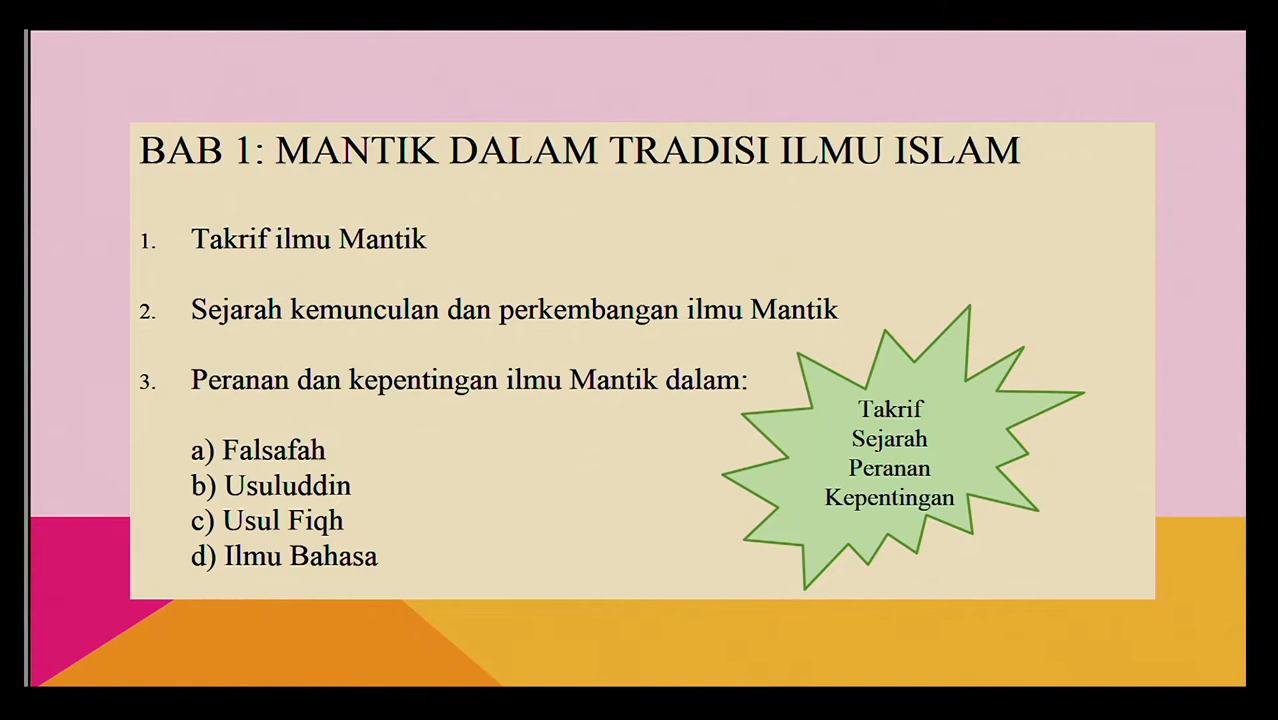 BAB 1: MANTIK DALAM TRADISI ILMU ISLAM
1. Takrif ilmu Mantik
2. Sejarah kemunculan dan perkembangan ilmu Mantik
3. Peranan dan kepentingan ilmu Mantik dalam:
a) Falsafah
b) Usuluddin
c) Usul Fiqh
d) Ilmu Bahasa
Takrif
Sejarah
Peranan
Kepentingan